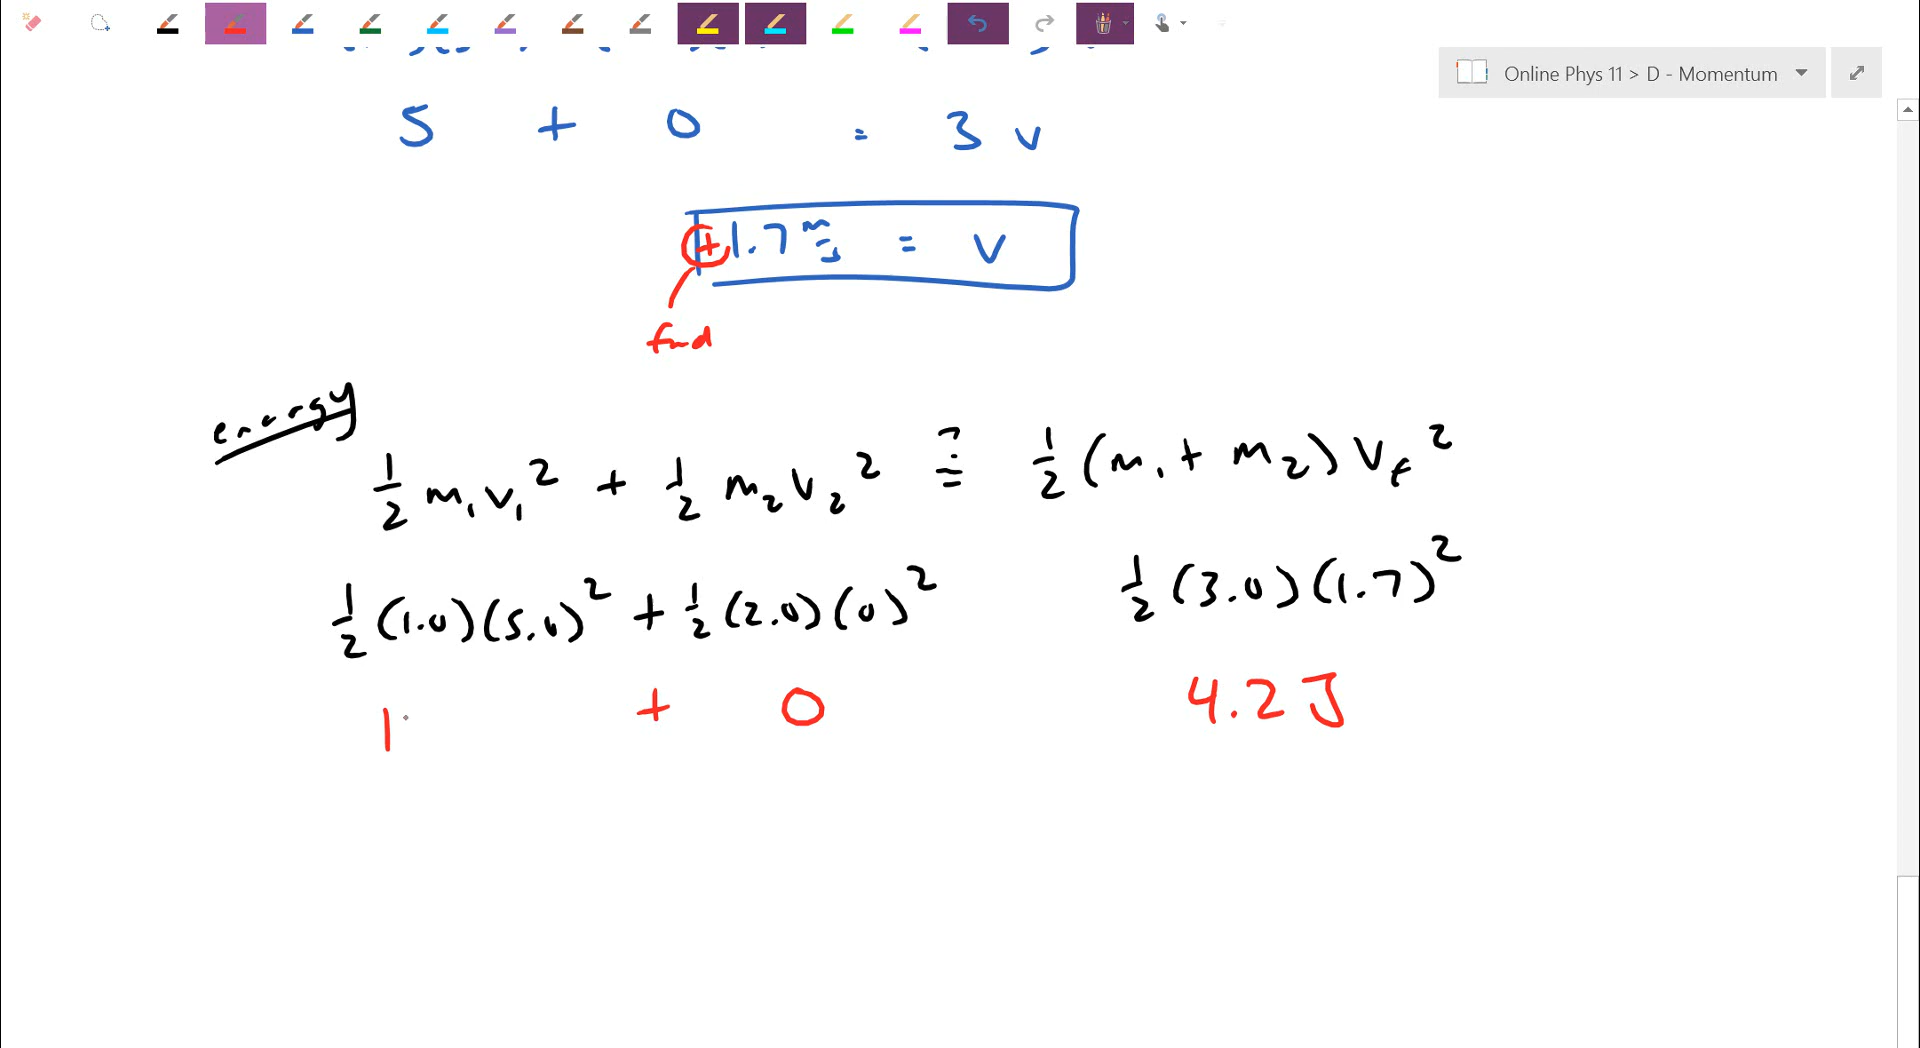 Online Phys 11 > D - Momentum
5 + 0 = 3 v
+1.7 m/s = v
fwd
energy
½ m₁v₁² + ½ m₂v₂² ≟ ½ (m₁ + m₂) v_f²
½ (1.0)(5.0)² + ½ (2.0)(0)² ½ (3.0)(1.7)²
1 + 0 4.2 J